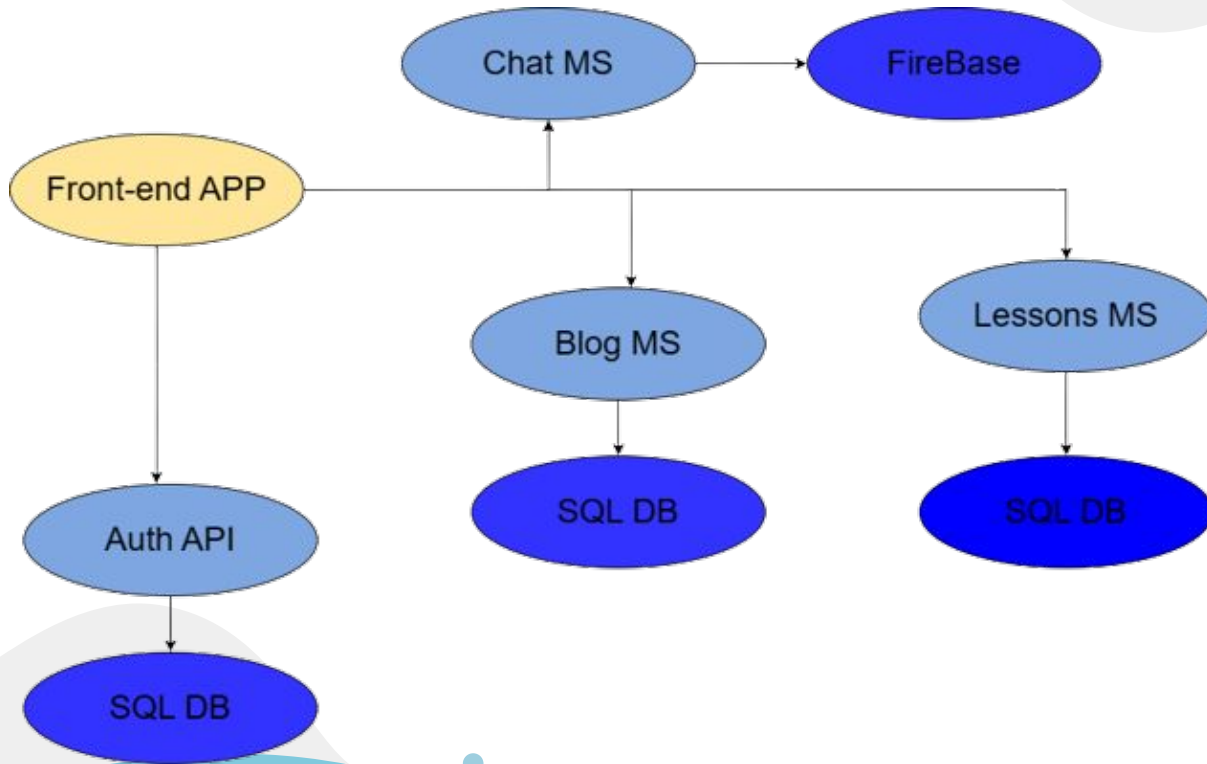 Chat MS
FireBase
Front-end APP
Blog MS
Lessons MS
SQL DB
SQL DB
Auth API
SQL DB